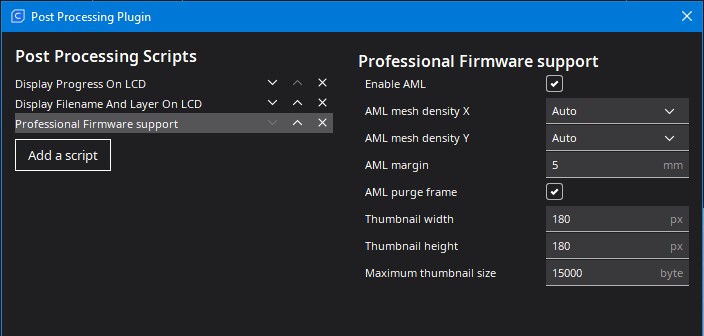 Post Processing Plugin
Post Processing Scripts
Display Progress On LCD
Display Filename And Layer On LCD
Professional Firmware support
Add a script
Professional Firmware support
Enable AML
AML mesh density X Auto
AML mesh density Y Auto
AML margin 5 mm
AML purge frame
Thumbnail width 180 px
Thumbnail height 180 px
Maximum thumbnail size 15000 byte